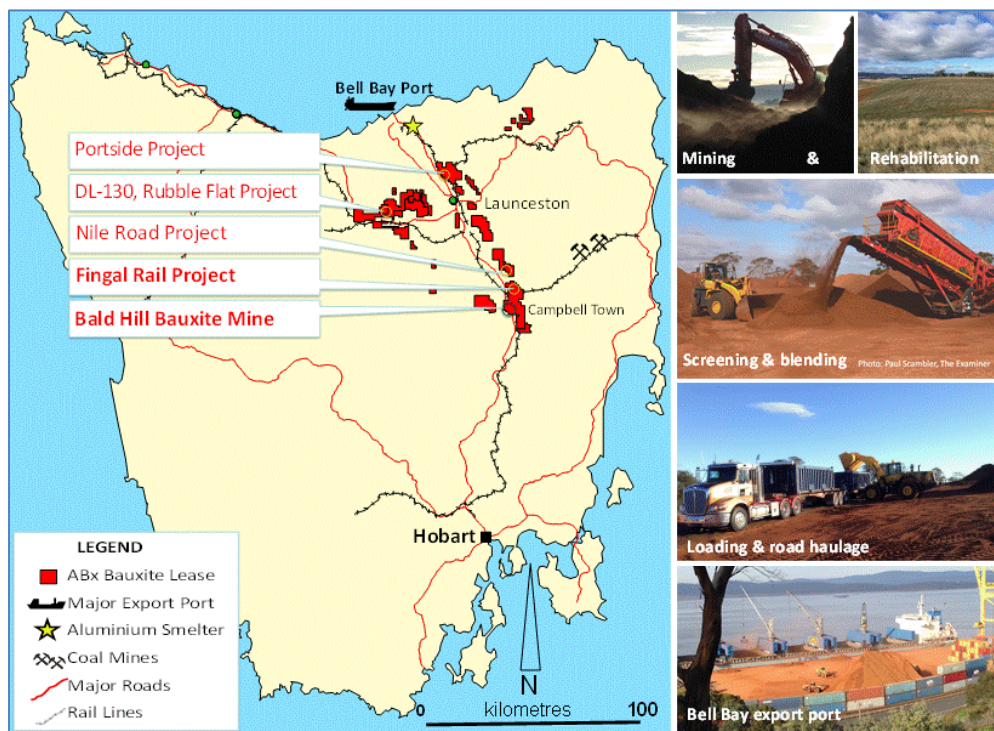 Bell Bay Port
Portside Project
DL-130, Rubble Flat Project
Launceston
Nile Road Project
Fingal Rail Project
Campbell Town
Bald Hill Bauxite Mine
Hobart
LEGEND
ABx Bauxite Lease
Major Export Port
Aluminium Smelter
Coal Mines
Major Roads
Rail Lines
N
0 kilometres 100
Mining &
Rehabilitation
Screening & blending
Photo: Paul Scambler, The Examiner
Loading & road haulage
Bell Bay export port